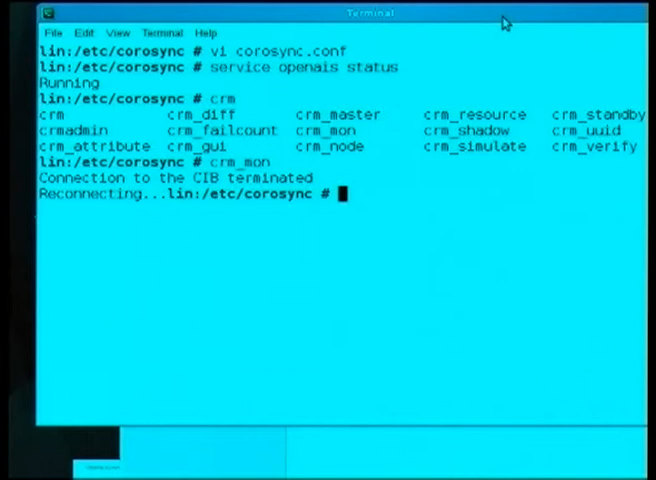 Terminal
File Edit View Terminal Help
lin:/etc/corosync # vi corosync.conf
lin:/etc/corosync # service openais status
Running
lin:/etc/corosync # crm
crm crm_diff crm_master crm_resource crm_standby
crmadmin crm_failcount crm_mon crm_shadow crm_uuid
crm_attribute crm_gui crm_node crm_simulate crm_verify
lin:/etc/corosync # crm_mon
Connection to the CIB terminated
Reconnecting...lin:/etc/corosync #